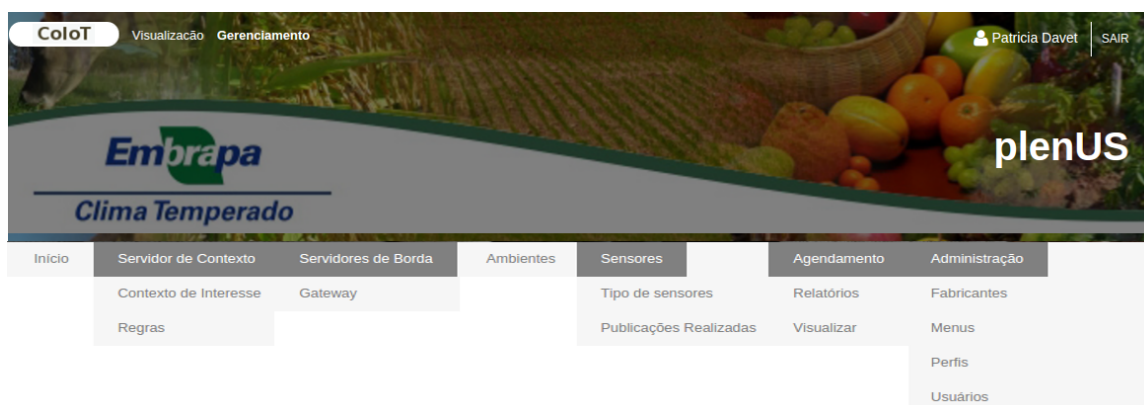 CoIoT Visualizacão Gerenciamento Patricia Davet SAIR
Embrapa
Clima Temperado
plenUS
Início Servidor de Contexto Servidores de Borda Ambientes Sensores Agendamento Administração
Contexto de Interesse Gateway Tipo de sensores Relatórios Fabricantes
Regras Publicações Realizadas Visualizar Menus
Perfis
Usuários